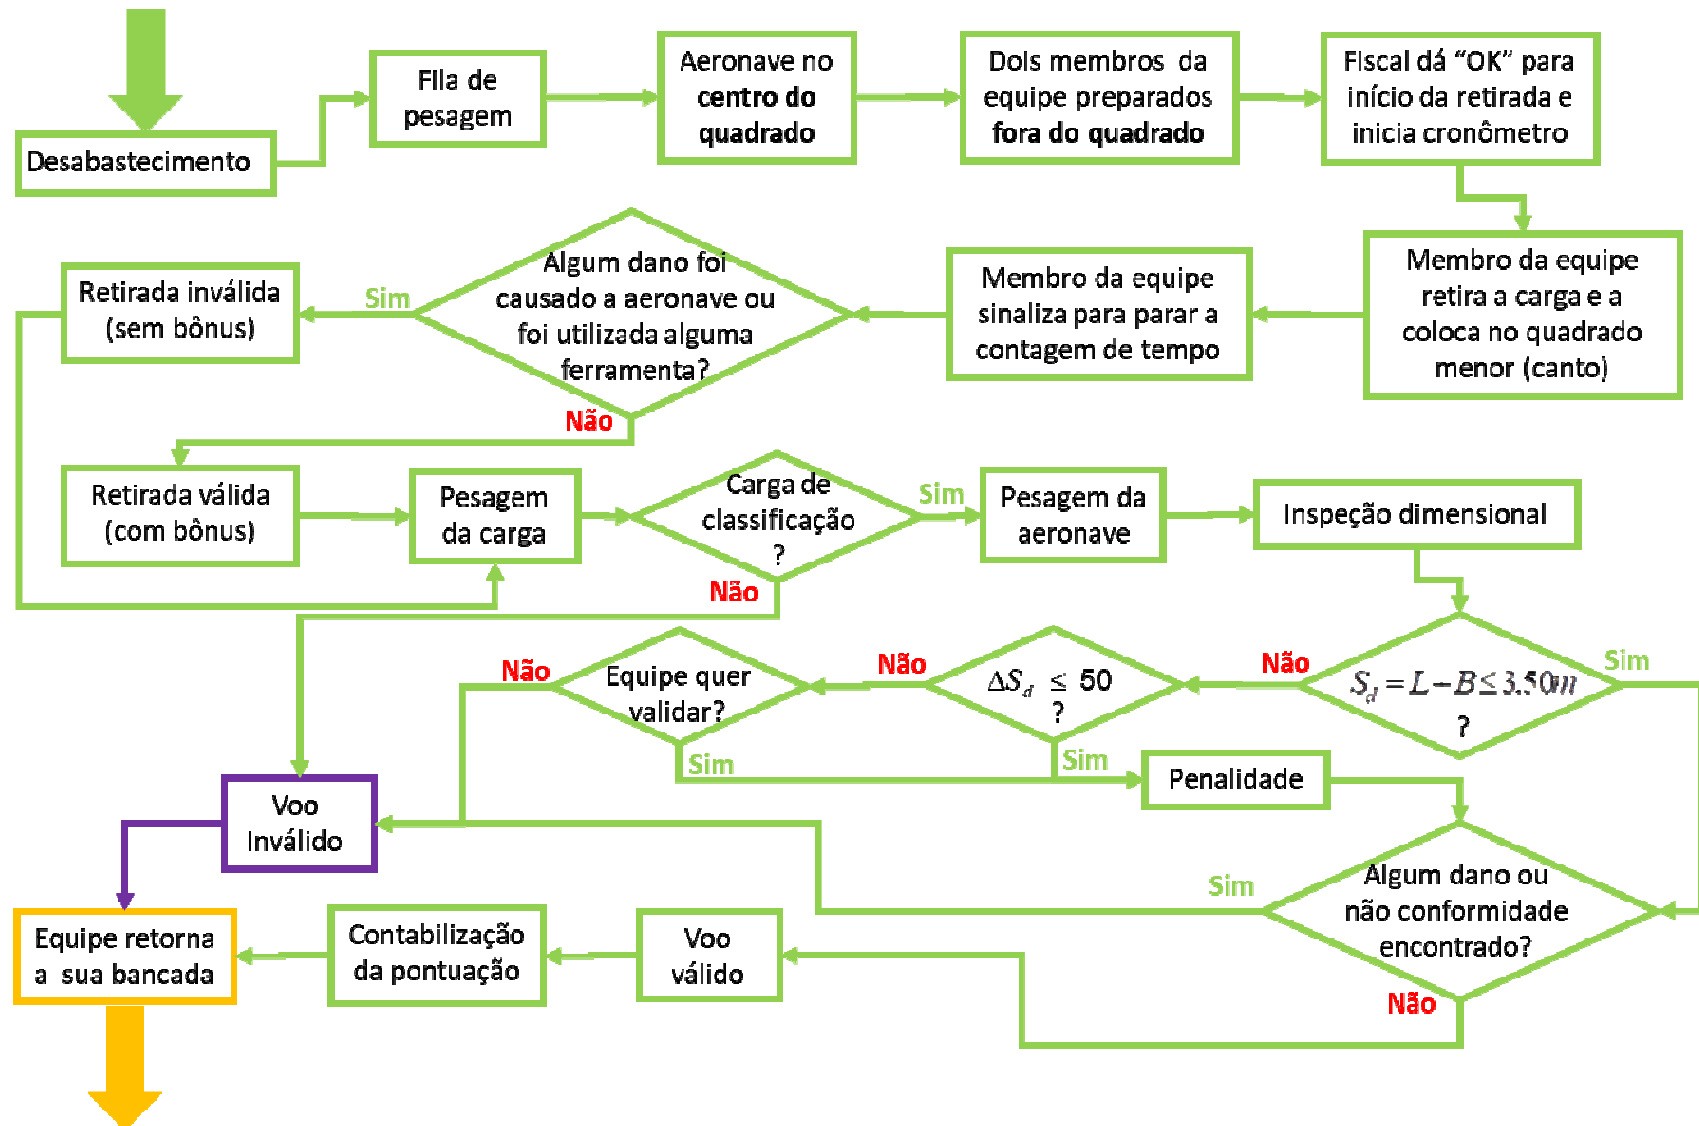 Desabastecimento
FIla de
pesagem
Aeronave no
centro do
quadrado
DoIs membros da
equipe preparados
fora do quadrado
FIscal dá “OK” para
início da retirada e
inicia cronômetro
Membro da equipe
retira a carga e a
coloca no quadrado
menor (canto)
Membro da equipe
sinaliza para parar a
contagem de tempo
Algum dano foi
causado a aeronave ou
foi utilizada alguma
ferramenta?
Sim
Retirada inválida
(sem bônus)
Não
Retirada válida
(com bônus)
Pesagem
da carga
Carga de
classificação
?
Sim
Pesagem da
aeronave
Inspeção dimensional
Não
S_d = L - B ≤ 3.50m
?
Sim
Não
ΔS_d ≤ 50
?
Não
Equipe quer
validar?
Não
Sim
Sim
Penalidade
Voo
Inválido
Algum dano ou
não conformidade
encontrado?
Sim
Não
Voo
válido
Contabilização
da pontuação
Equipe retorna
a sua bancada